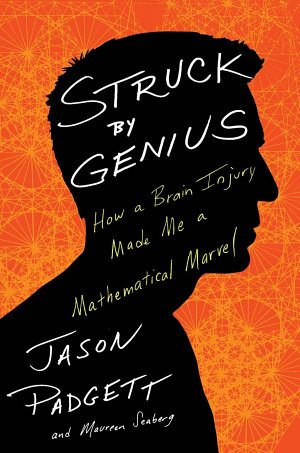 STRUCK
BY
GENIUS
How a Brain Injury
Made Me a
Mathematical Marvel
JASON
PADGETT
and Maureen Seaberg